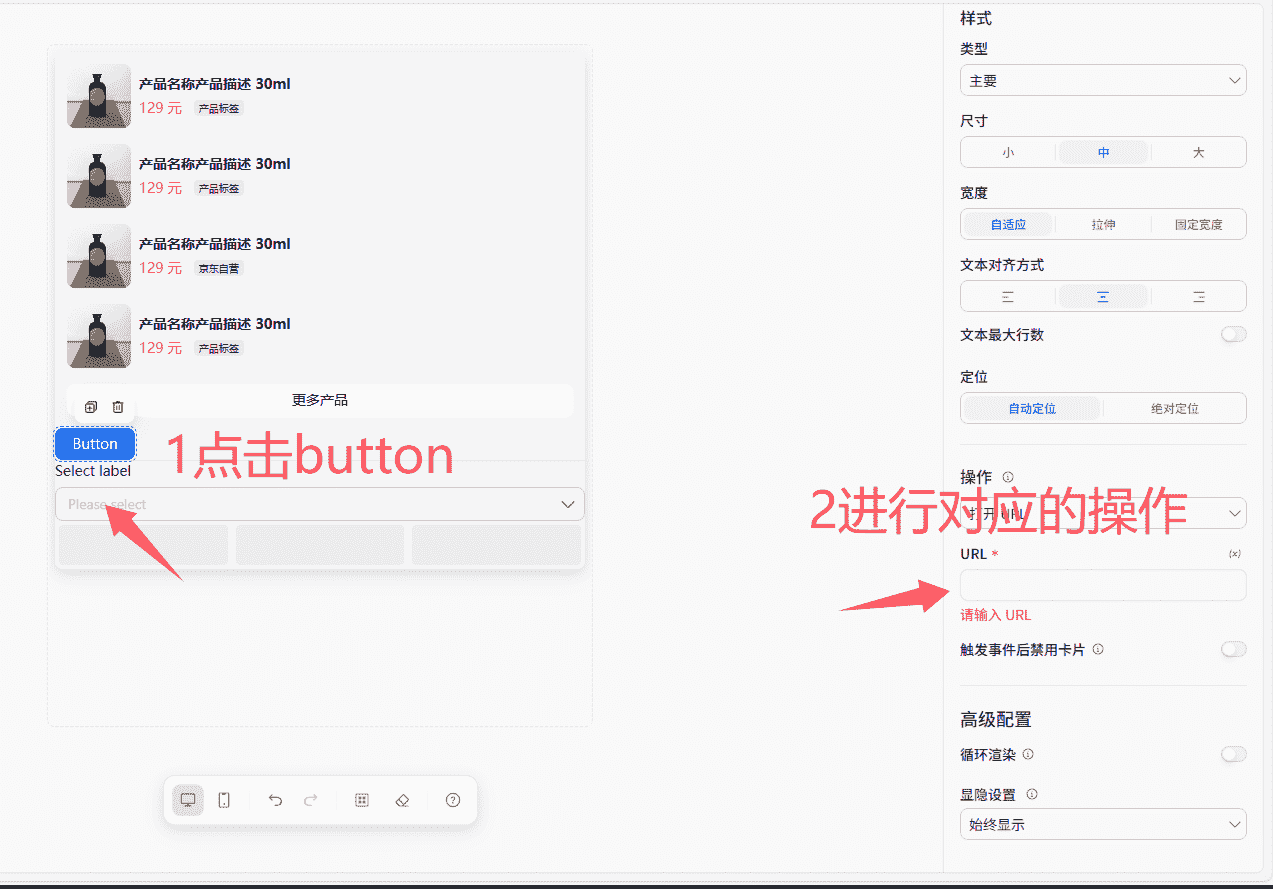 产品名称产品描述 30ml
129 元 产品标签
产品名称产品描述 30ml
129 元 产品标签
产品名称产品描述 30ml
129 元 京东自营
产品名称产品描述 30ml
129 元 产品标签
更多产品
Button
1点击button
Select label
Please select
样式
类型
主要
尺寸
小 中 大
宽度
自适应 拉伸 固定宽度
文本对齐方式
文本最大行数
定位
自动定位 绝对定位
操作
打开 URL
2进行对应的操作
URL * (x)
请输入 URL
触发事件后禁用卡片
高级配置
循环渲染
显隐设置
始终显示